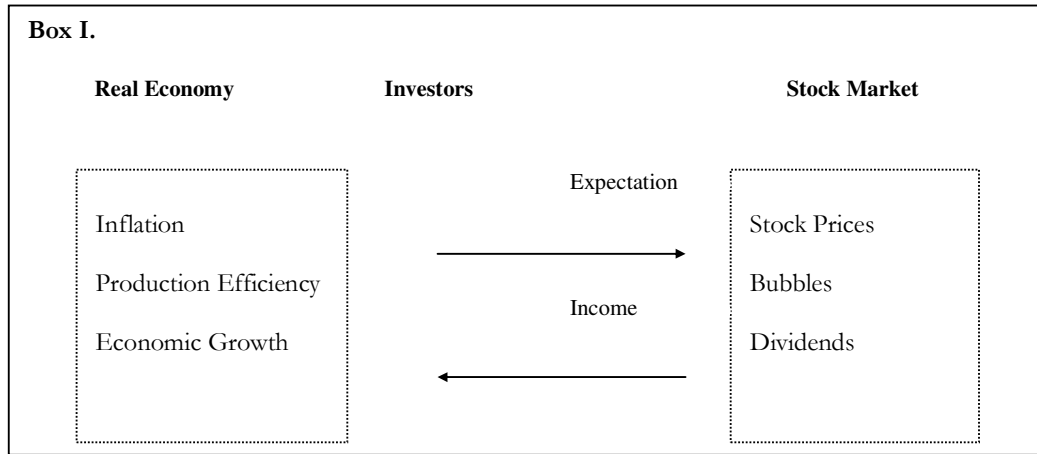 Box I.
Real Economy Investors Stock Market
Expectation
Inflation Stock Prices
Production Efficiency Bubbles
Income
Economic Growth Dividends